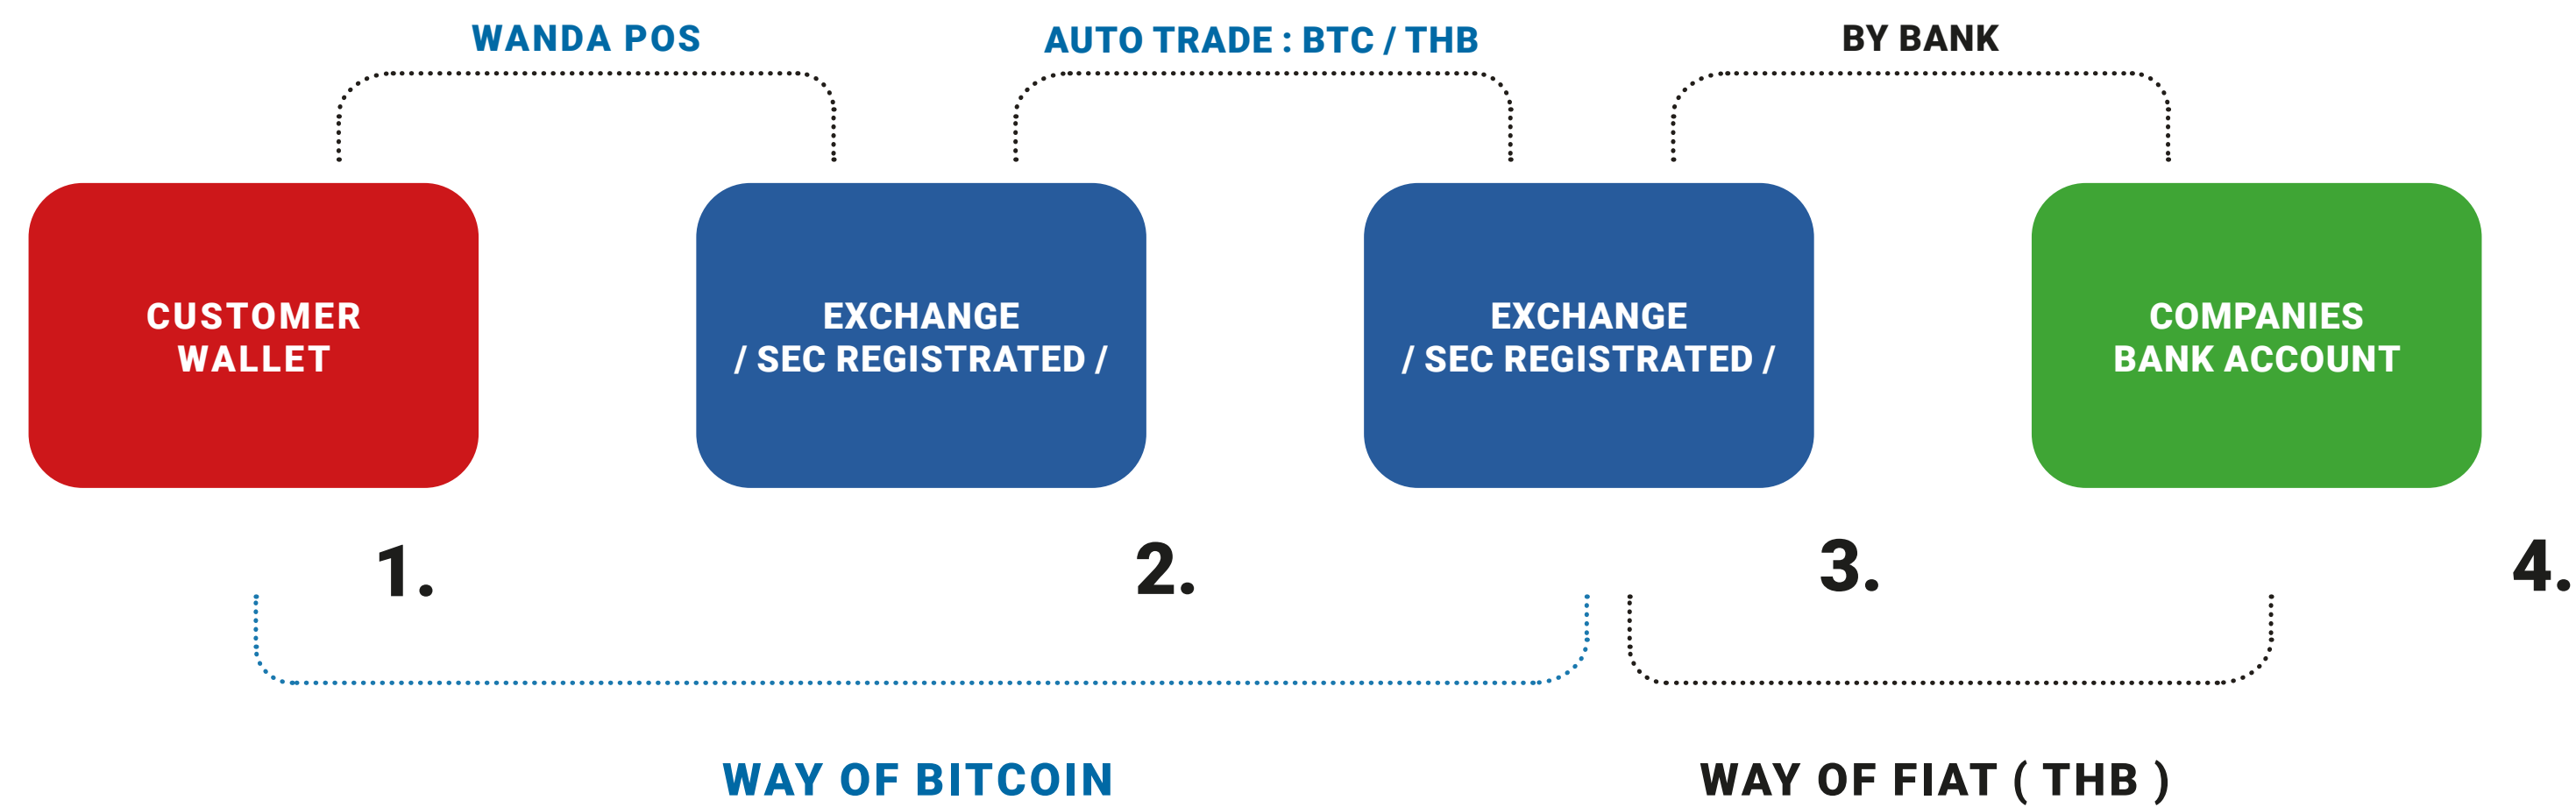 WANDA POS
AUTO TRADE : BTC / THB
BY BANK
CUSTOMER
WALLET
EXCHANGE
/ SEC REGISTRATED /
EXCHANGE
/ SEC REGISTRATED /
COMPANIES
BANK ACCOUNT
1.
2.
3.
4.
WAY OF BITCOIN
WAY OF FIAT ( THB )